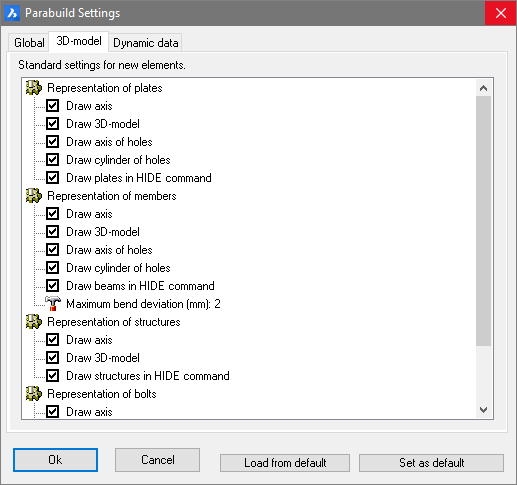 Parabuild Settings
Global 3D-model Dynamic data
Standard settings for new elements.
Representation of plates
Draw axis
Draw 3D-model
Draw axis of holes
Draw cylinder of holes
Draw plates in HIDE command
Representation of members
Draw axis
Draw 3D-model
Draw axis of holes
Draw cylinder of holes
Draw beams in HIDE command
Maximum bend deviation (mm): 2
Representation of structures
Draw axis
Draw 3D-model
Draw structures in HIDE command
Representation of bolts
Draw axis
Ok Cancel Load from default Set as default